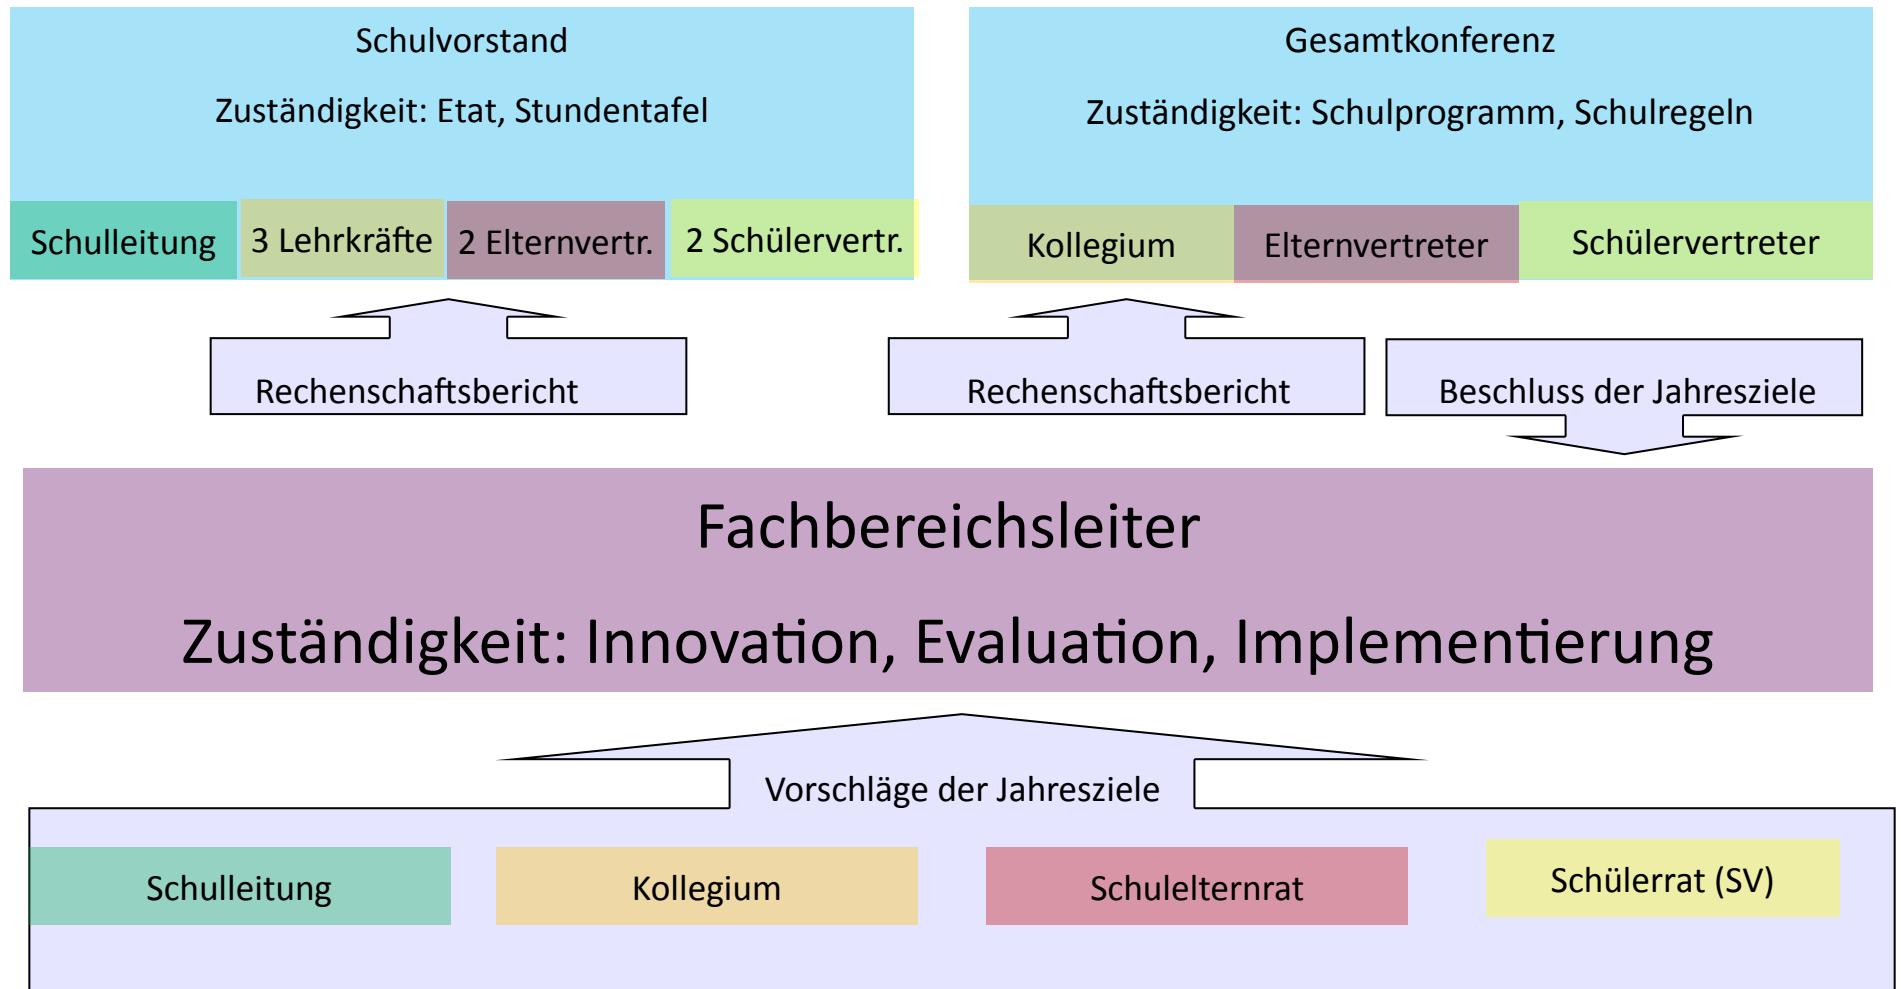 Schulvorstand
Zuständigkeit: Etat, Stundentafel
Schulleitung
3 Lehrkräfte
2 Elternvertr.
2 Schülervertr.
Gesamtkonferenz
Zuständigkeit: Schulprogramm, Schulregeln
Kollegium
Elternvertreter
Schülervertreter
Rechenschaftsbericht
Rechenschaftsbericht
Beschluss der Jahresziele
Fachbereichsleiter
Zuständigkeit: Innovation, Evaluation, Implementierung
Vorschläge der Jahresziele
Schulleitung
Kollegium
Schulelternrat
Schülerrat (SV)